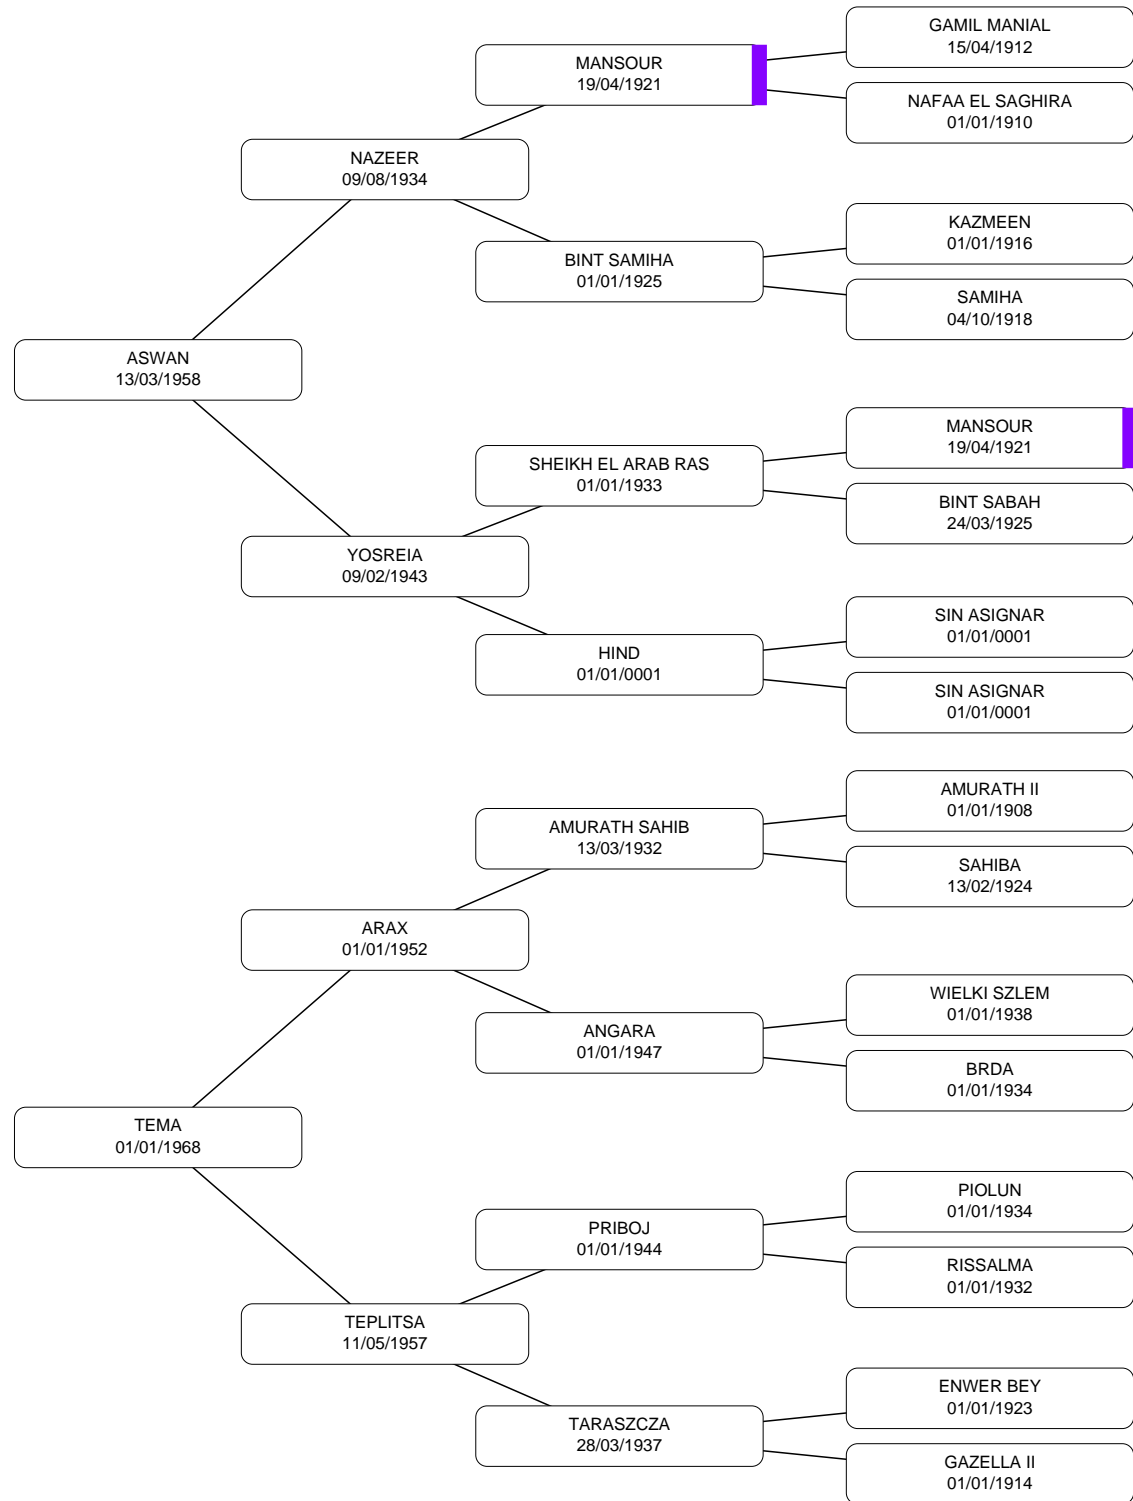 GAMIL MANIAL
15/04/1912
MANSOUR
19/04/1921
NAFAA EL SAGHIRA
01/01/1910
NAZEER
09/08/1934
KAZMEEN
01/01/1916
BINT SAMIHA
01/01/1925
SAMIHA
04/10/1918
ASWAN
13/03/1958
MANSOUR
19/04/1921
SHEIKH EL ARAB RAS
01/01/1933
BINT SABAH
24/03/1925
YOSREIA
09/02/1943
SIN ASIGNAR
01/01/0001
HIND
01/01/0001
SIN ASIGNAR
01/01/0001
AMURATH II
01/01/1908
AMURATH SAHIB
13/03/1932
SAHIBA
13/02/1924
ARAX
01/01/1952
WIELKI SZLEM
01/01/1938
ANGARA
01/01/1947
BRDA
01/01/1934
TEMA
01/01/1968
PIOLUN
01/01/1934
PRIBOJ
01/01/1944
RISSALMA
01/01/1932
TEPLITSA
11/05/1957
ENWER BEY
01/01/1923
TARASZCZA
28/03/1937
GAZELLA II
01/01/1914